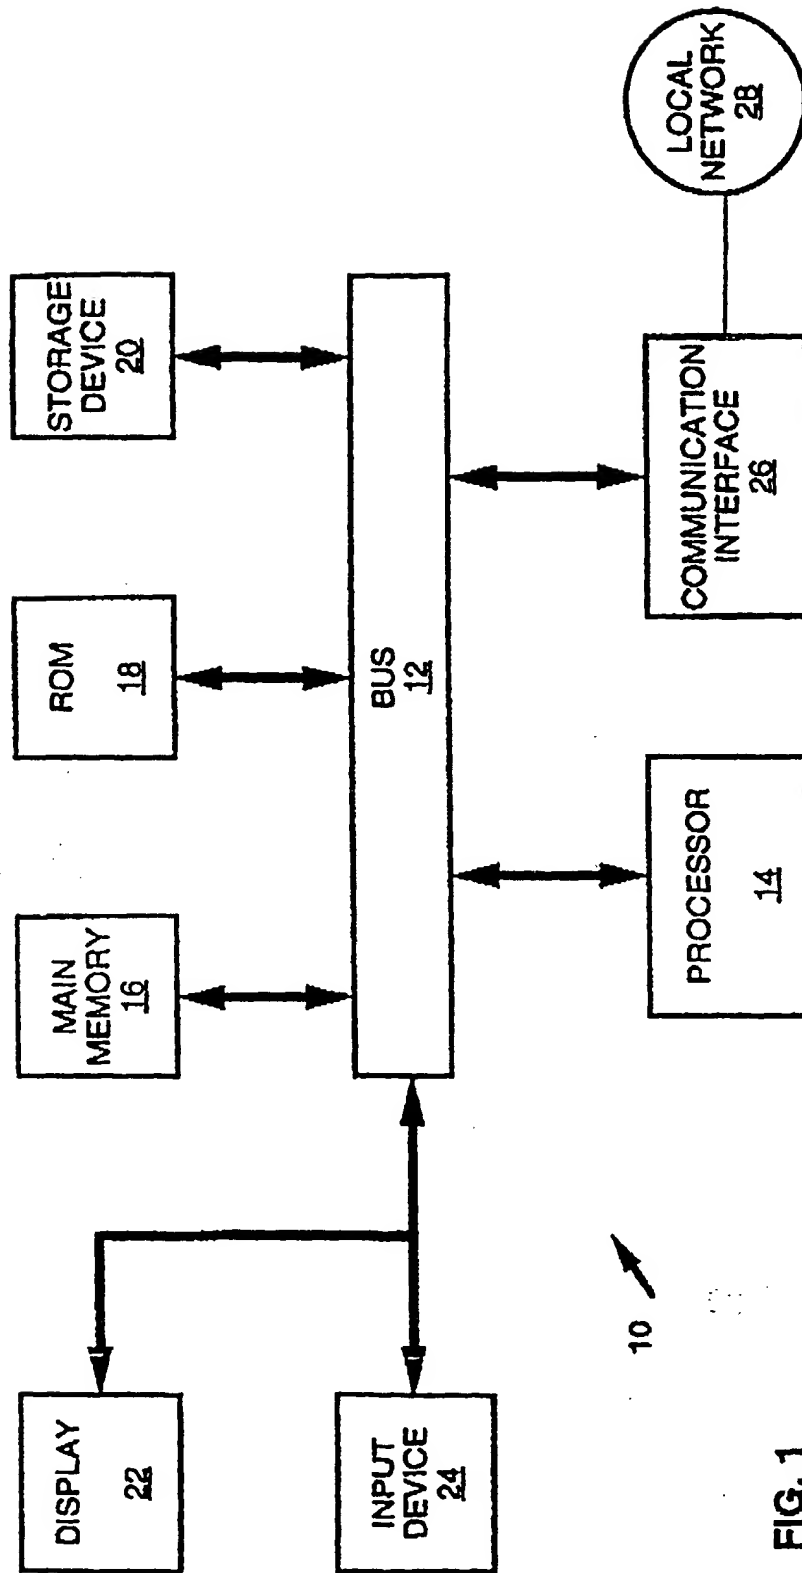 DISPLAY
22
INPUT
DEVICE
24
MAIN
MEMORY
16
ROM
18
STORAGE
DEVICE
20
BUS
12
PROCESSOR
14
COMMUNICATION
INTERFACE
26
LOCAL
NETWORK
28
10
FIG. 1